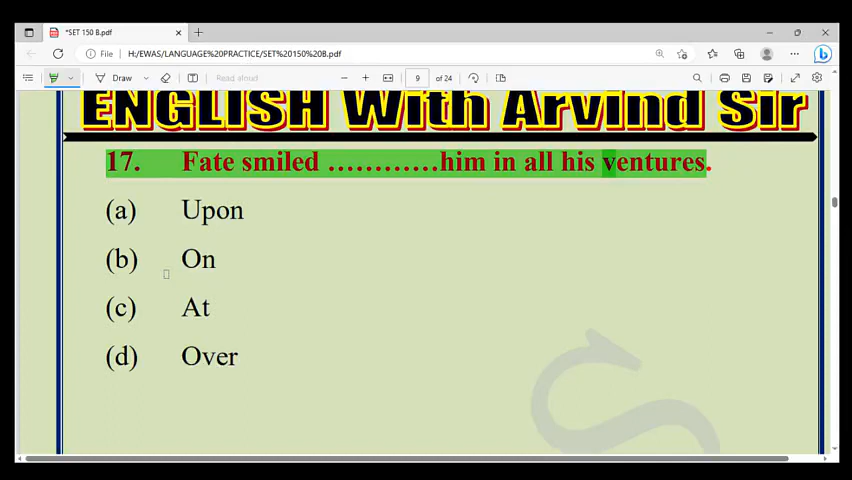 *SET 150 B.pdf
File
H:/EWAS/LANGUAGE%20PRACTICE/SET%20150%20B.pdf
Draw
Read aloud
9
of 24
ENGLISH With Arvind Sir
17. Fate smiled …………him in all his ventures.
(a) Upon
(b) On
(c) At
(d) Over
S